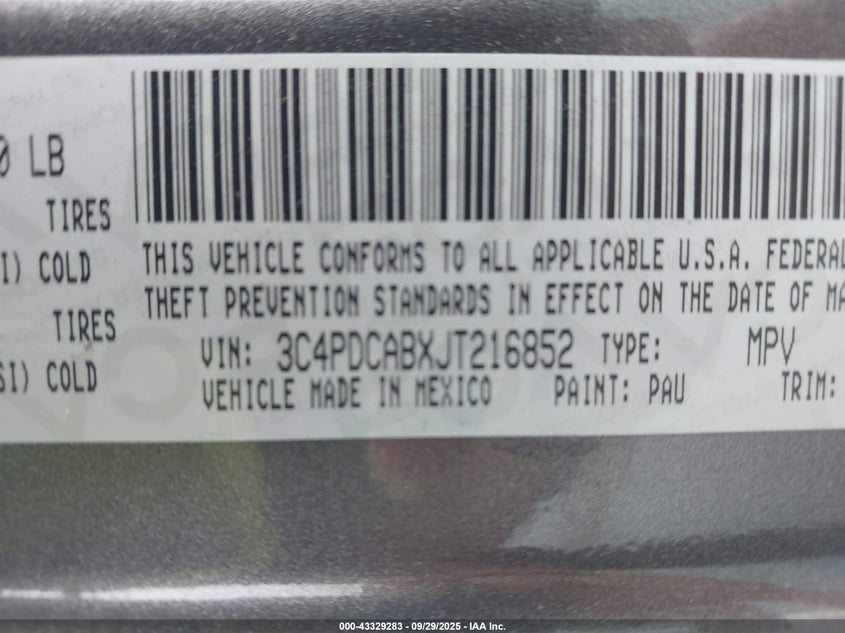 0 LB
TIRES
I) COLD
TIRES
SI) COLD
THIS VEHICLE CONFORMS TO ALL APPLICABLE U.S.A. FEDERAL
THEFT PREVENTION STANDARDS IN EFFECT ON THE DATE OF MA
VIN: 3C4PDCABXJT216852 TYPE: MPV
VEHICLE MADE IN MEXICO PAINT: PAU TRIM:
000-43329283 - 09/29/2025 - IAA Inc.